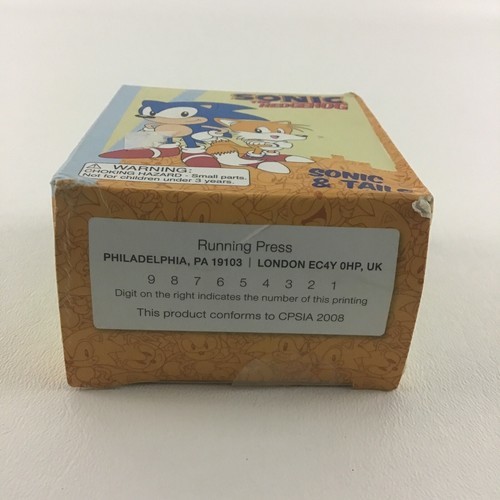 SONIC
THE HEDGEHOG
SONIC
& TAILS
WARNING:
CHOKING HAZARD - Small parts.
Not for children under 3 years.
Running Press
PHILADELPHIA, PA 19103 | LONDON EC4Y 0HP, UK
9 8 7 6 5 4 3 2 1
Digit on the right indicates the number of this printing
This product conforms to CPSIA 2008